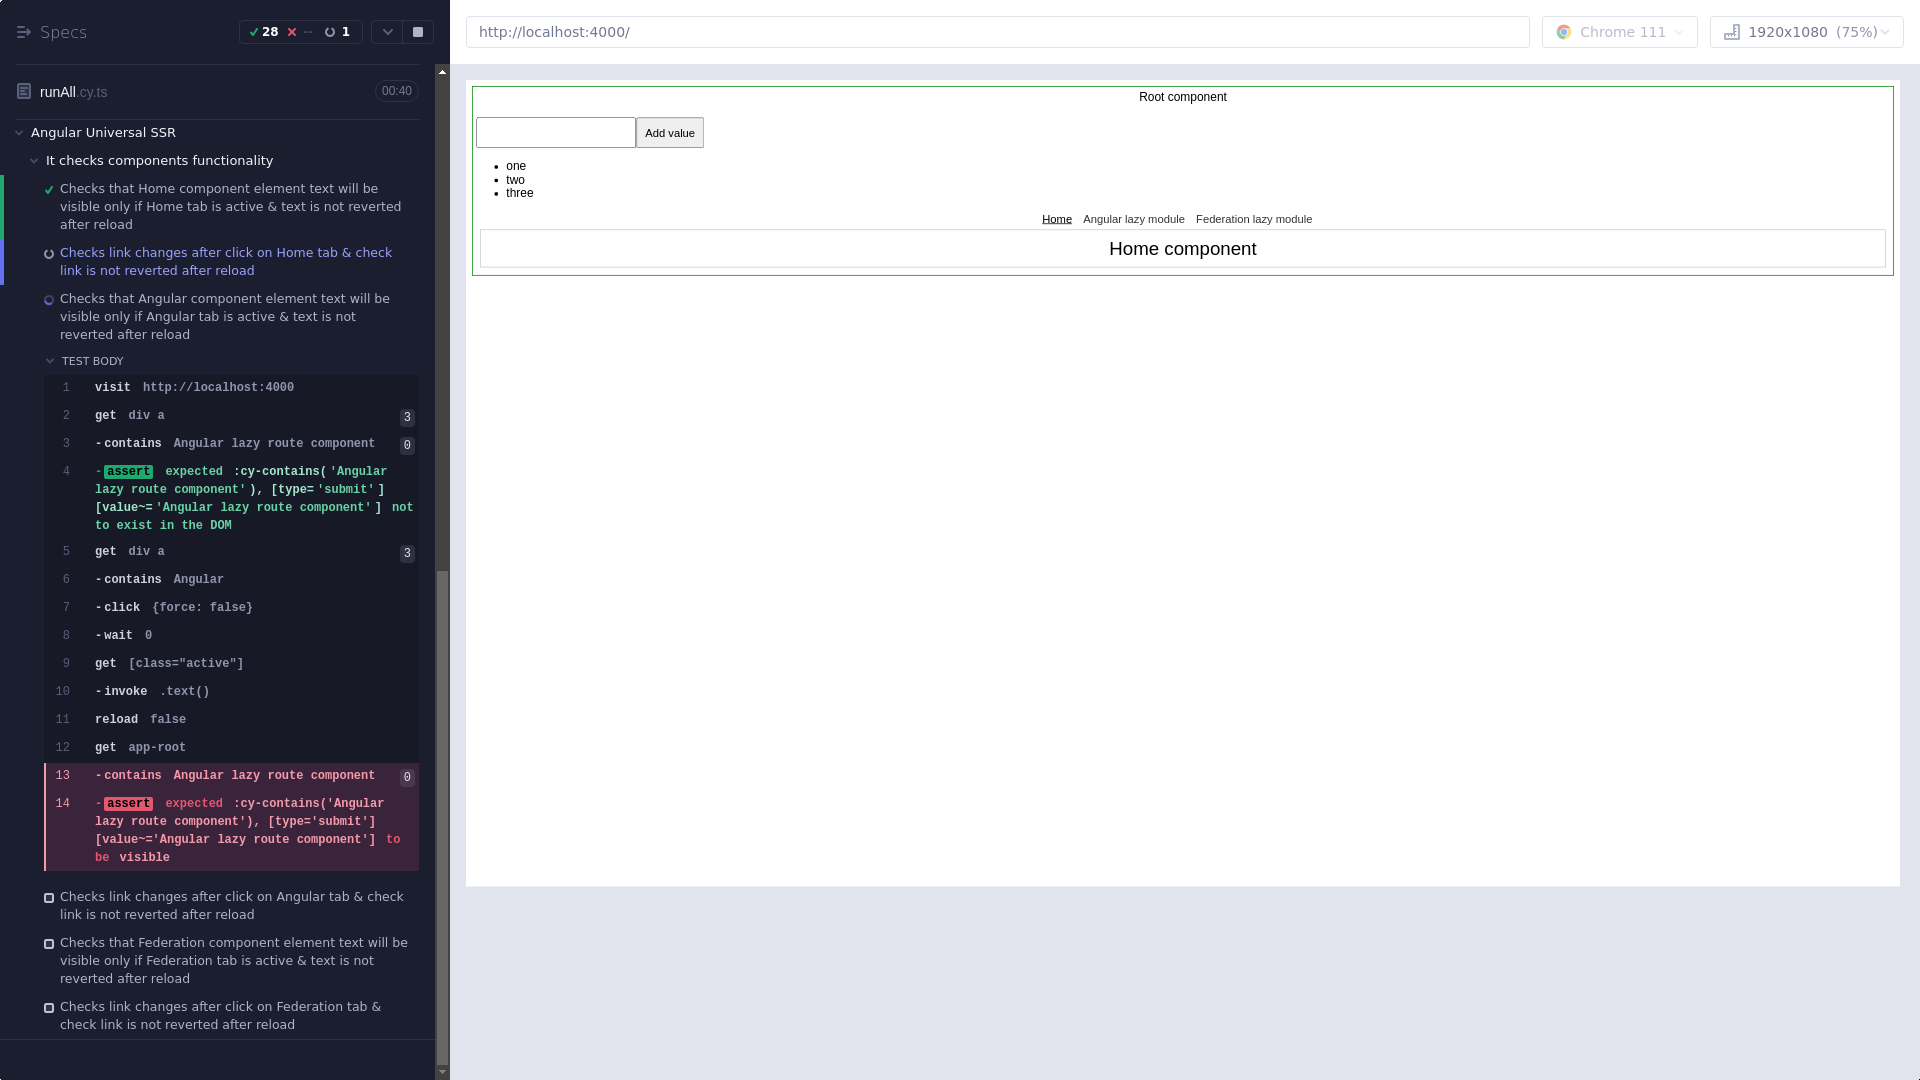 Specs
28 -- 1
runAll.cy.ts 00:40
Angular Universal SSR
It checks components functionality
Checks that Home component element text will be
visible only if Home tab is active & text is not reverted
after reload
Checks link changes after click on Home tab & check
link is not reverted after reload
Checks that Angular component element text will be
visible only if Angular tab is active & text is not
reverted after reload
TEST BODY
1 visit http://localhost:4000
2 get div a 3
3 -contains Angular lazy route component 0
4 -assert expected :cy-contains('Angular
lazy route component'), [type='submit']
[value~='Angular lazy route component'] not
to exist in the DOM
5 get div a 3
6 -contains Angular
7 -click {force: false}
8 -wait 0
9 get [class="active"]
10 -invoke .text()
11 reload false
12 get app-root
13 -contains Angular lazy route component 0
14 -assert expected :cy-contains('Angular
lazy route component'), [type='submit']
[value~='Angular lazy route component'] to
be visible
Checks link changes after click on Angular tab & check
link is not reverted after reload
Checks that Federation component element text will be
visible only if Federation tab is active & text is not
reverted after reload
Checks link changes after click on Federation tab &
check link is not reverted after reload
http://localhost:4000/
Chrome 111
1920x1080 (75%)
Root component
Add value
one
two
three
Home Angular lazy module Federation lazy module
Home component